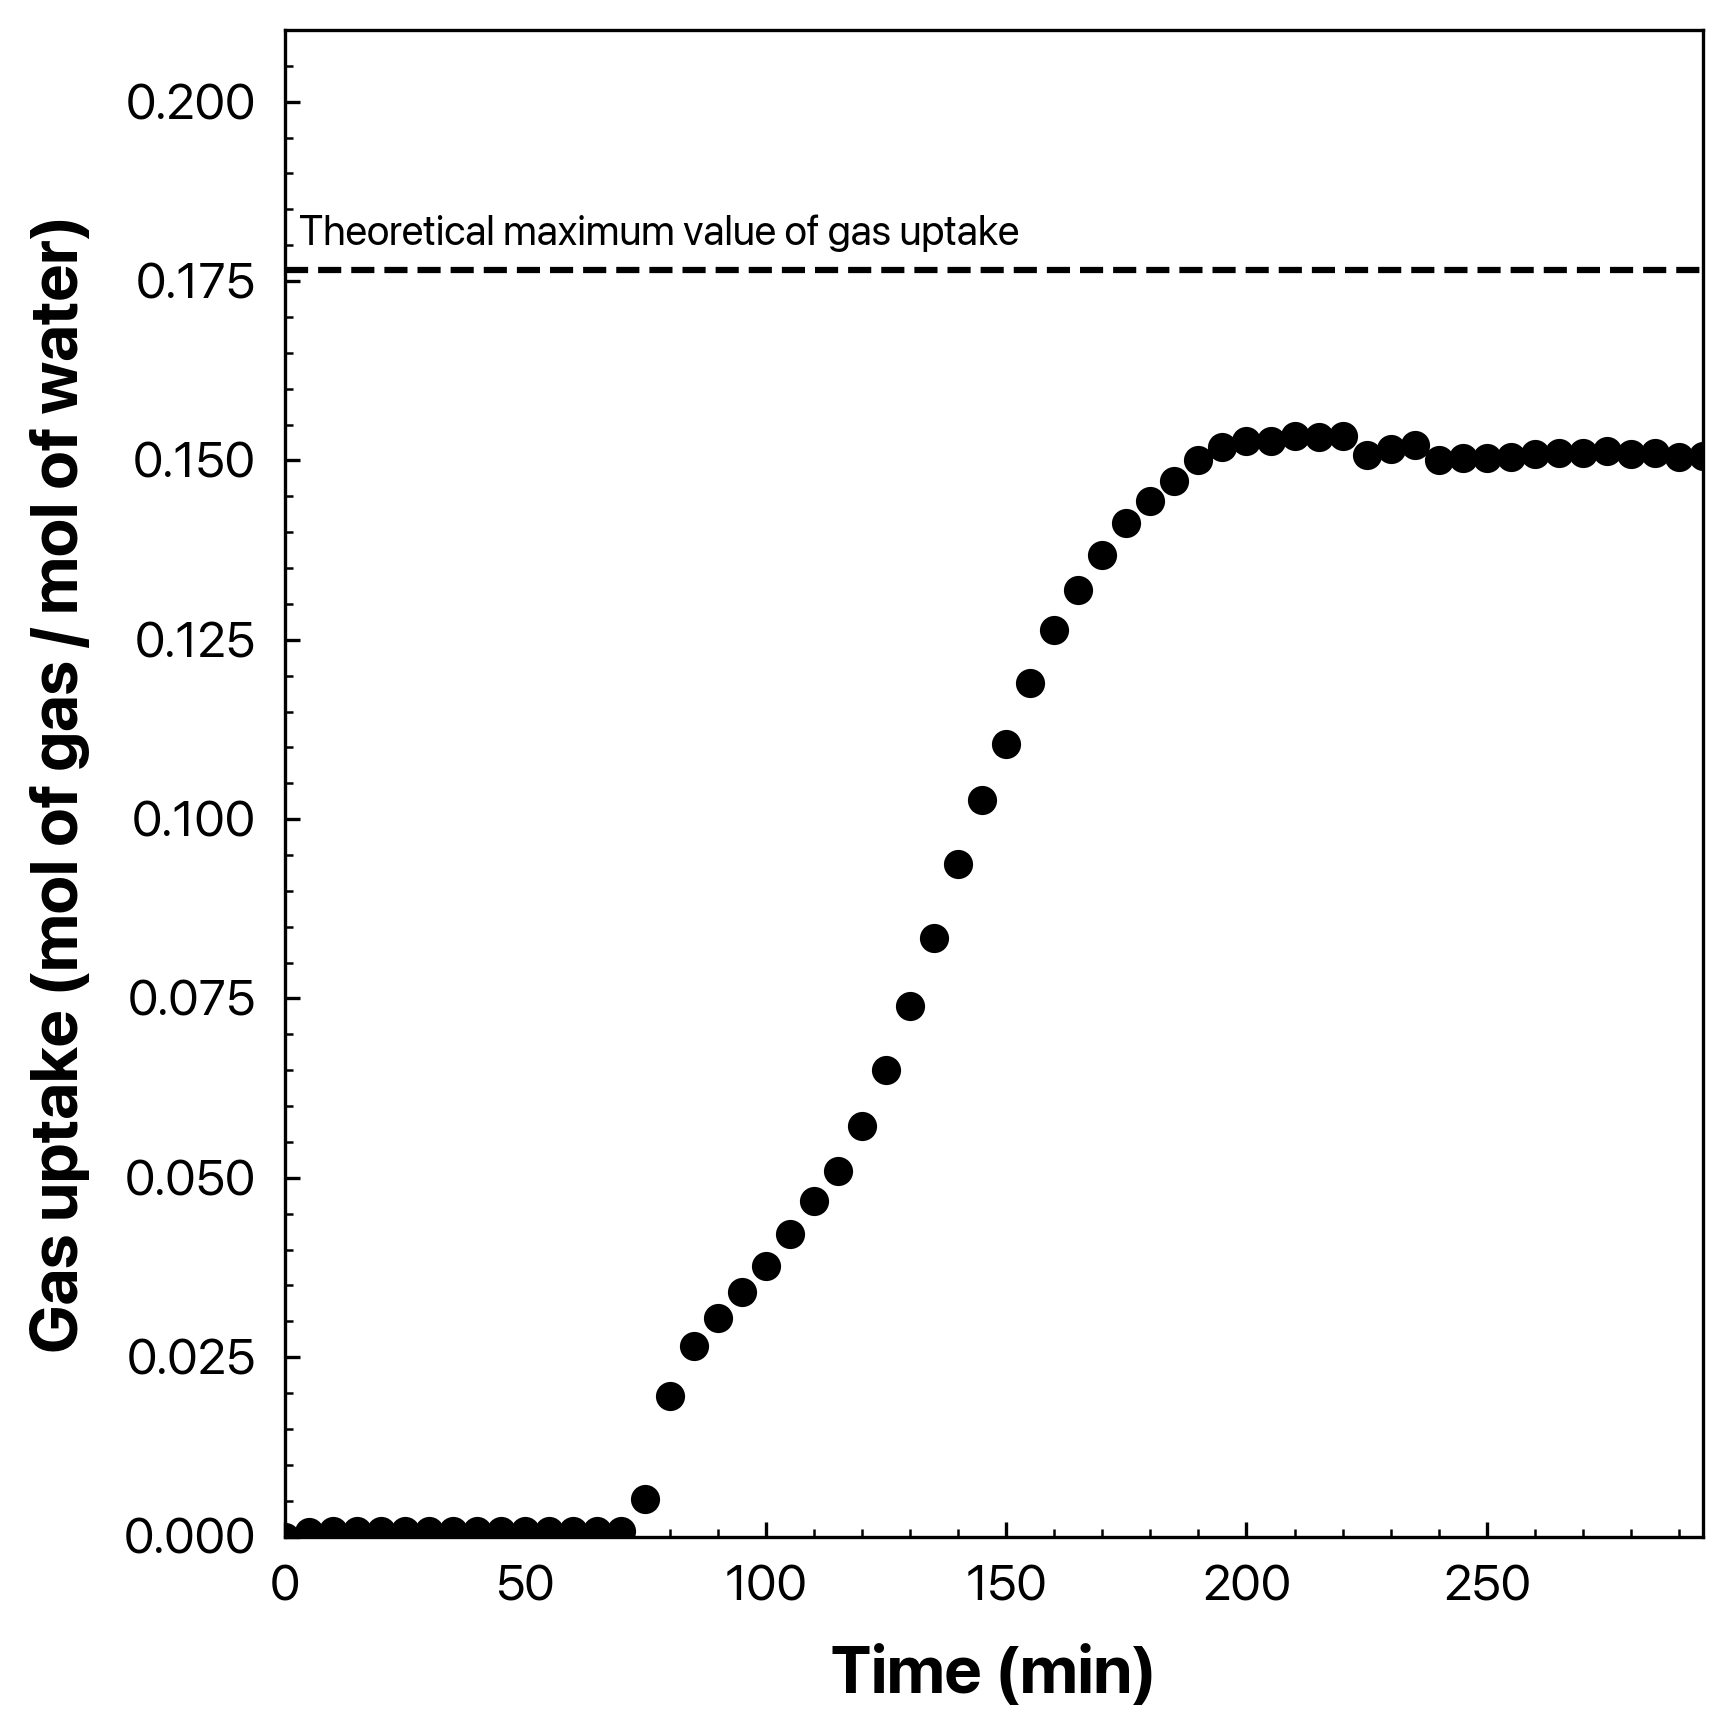 Gas uptake (mol of gas / mol of water)
0.200
Theoretical maximum value of gas uptake
0.175
0.150
0.125
0.100
0.075
0.050
0.025
0.000
0 50 100 150 200 250
Time (min)